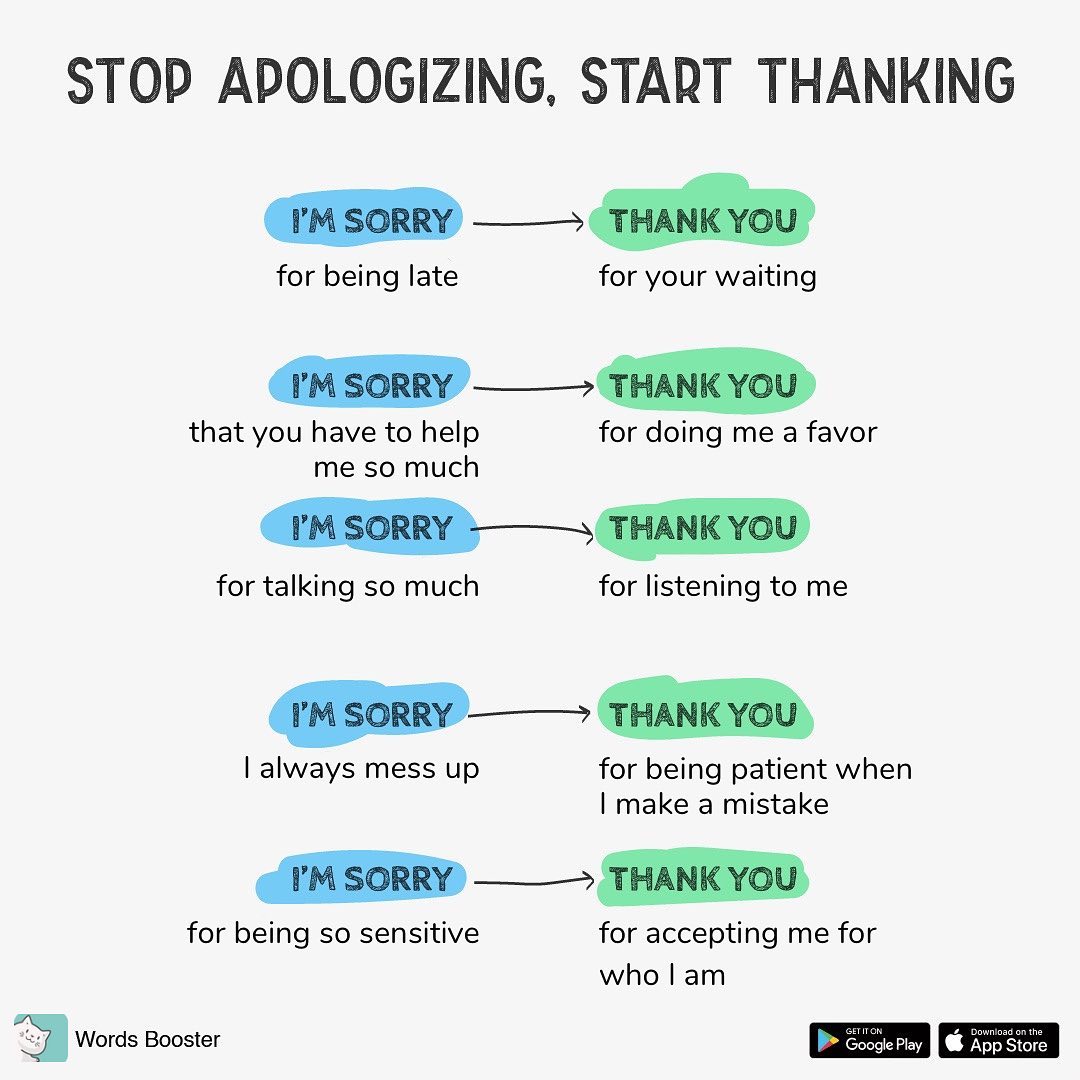 STOP APOLOGIZING, START THANKING
I'M SORRY THANK YOU
for being late for your waiting
I'M SORRY THANK YOU
that you have to help for doing me a favor
me so much
I'M SORRY THANK YOU
for talking so much for listening to me
I'M SORRY THANK YOU
I always mess up for being patient when
I make a mistake
I'M SORRY THANK YOU
for being so sensitive for accepting me for
who I am
Words Booster
GET IT ON
Google Play
Download on the
App Store